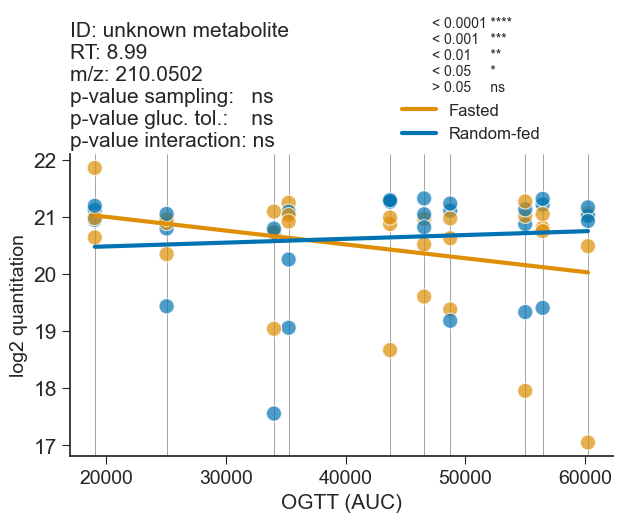 ID: unknown metabolite
RT: 8.99
m/z: 210.0502
p-value sampling: ns
p-value gluc. tol.: ns
p-value interaction: ns
< 0.0001 ****
< 0.001 ***
< 0.01 **
< 0.05 *
> 0.05 ns
Fasted
Random-fed
22
21
20
19
18
17
log2 quantitation
20000 30000 40000 50000 60000
OGTT (AUC)